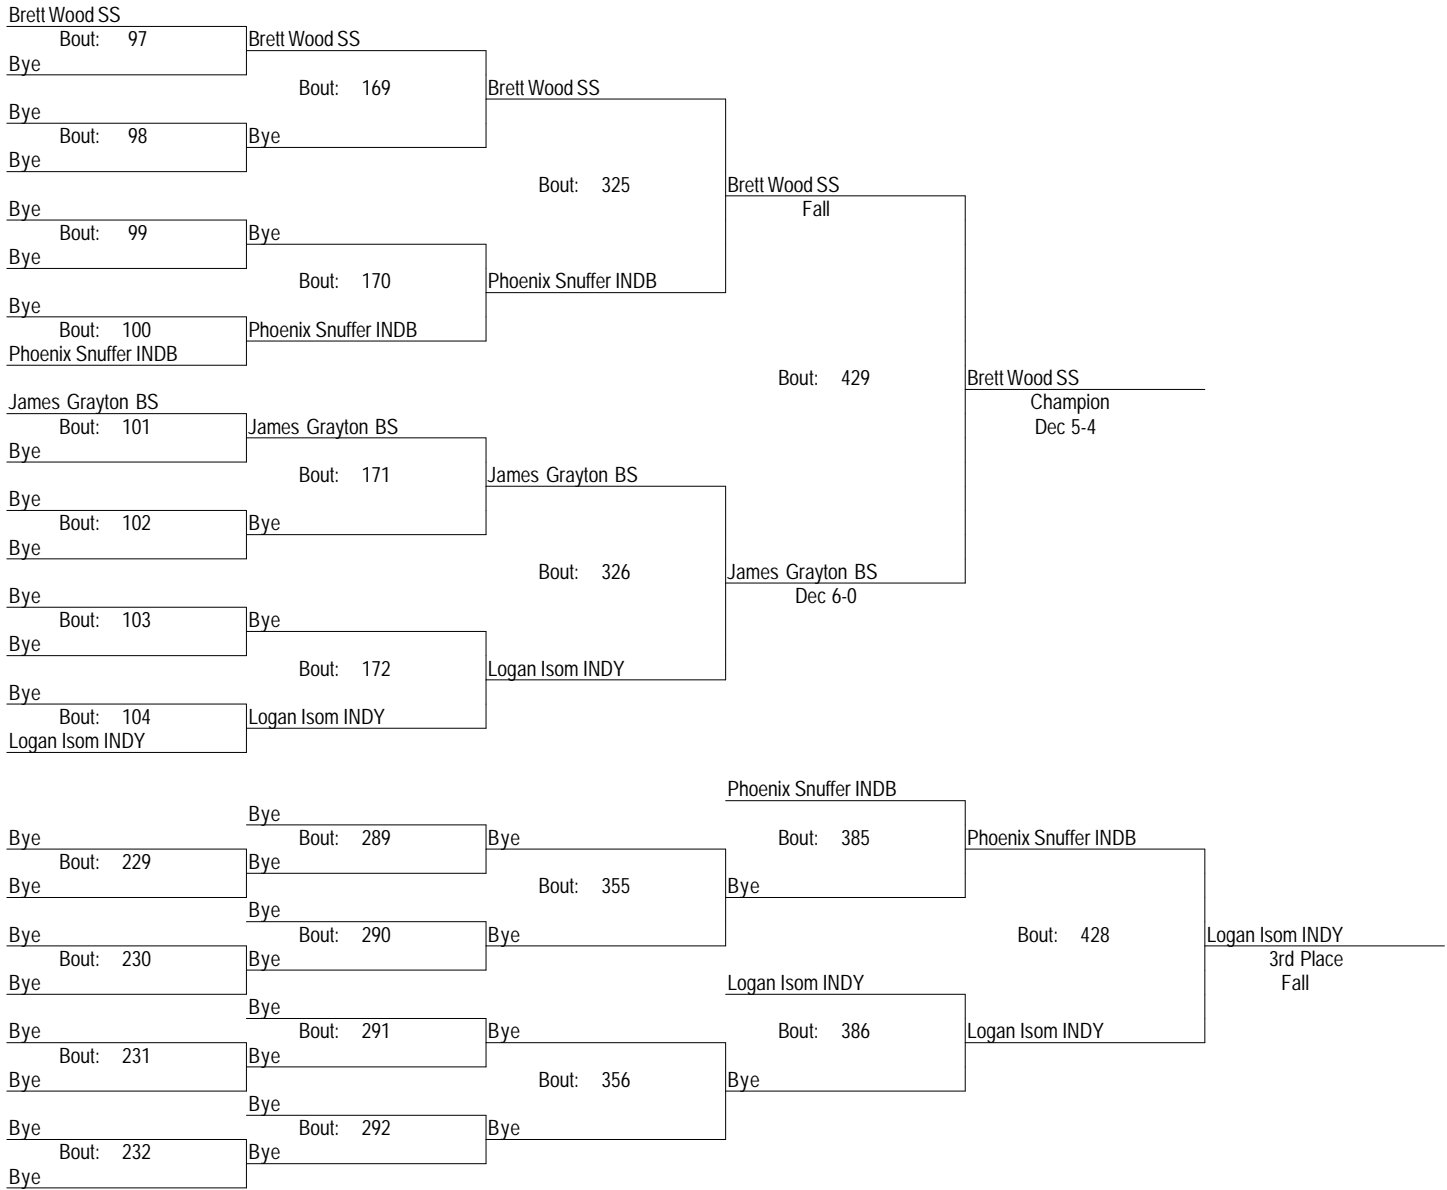 Brett Wood SS
Bout: 97 Brett Wood SS
Bye
Bout: 169 Brett Wood SS
Bye
Bout: 98 Bye
Bye
Bout: 325 Brett Wood SS
Bye Fall
Bout: 99 Bye
Bye
Bout: 170 Phoenix Snuffer INDB
Bye
Bout: 100 Phoenix Snuffer INDB
Phoenix Snuffer INDB
Bout: 429 Brett Wood SS
James Grayton BS Champion
Bout: 101 James Grayton BS Dec 5-4
Bye
Bout: 171 James Grayton BS
Bye
Bout: 102 Bye
Bye
Bout: 326 James Grayton BS
Bye Dec 6-0
Bout: 103 Bye
Bye
Bout: 172 Logan Isom INDY
Bye
Bout: 104 Logan Isom INDY
Logan Isom INDY
Phoenix Snuffer INDB
Bye
Bye Bout: 289 Bye Bout: 385 Phoenix Snuffer INDB
Bout: 229 Bye
Bye Bout: 355 Bye
Bye
Bye Bout: 290 Bye Bout: 428 Logan Isom INDY
Bout: 230 Bye 3rd Place
Bye Logan Isom INDY Fall
Bye
Bye Bout: 291 Bye Bout: 386 Logan Isom INDY
Bout: 231 Bye
Bye Bout: 356 Bye
Bye
Bye Bout: 292 Bye
Bout: 232 Bye
Bye